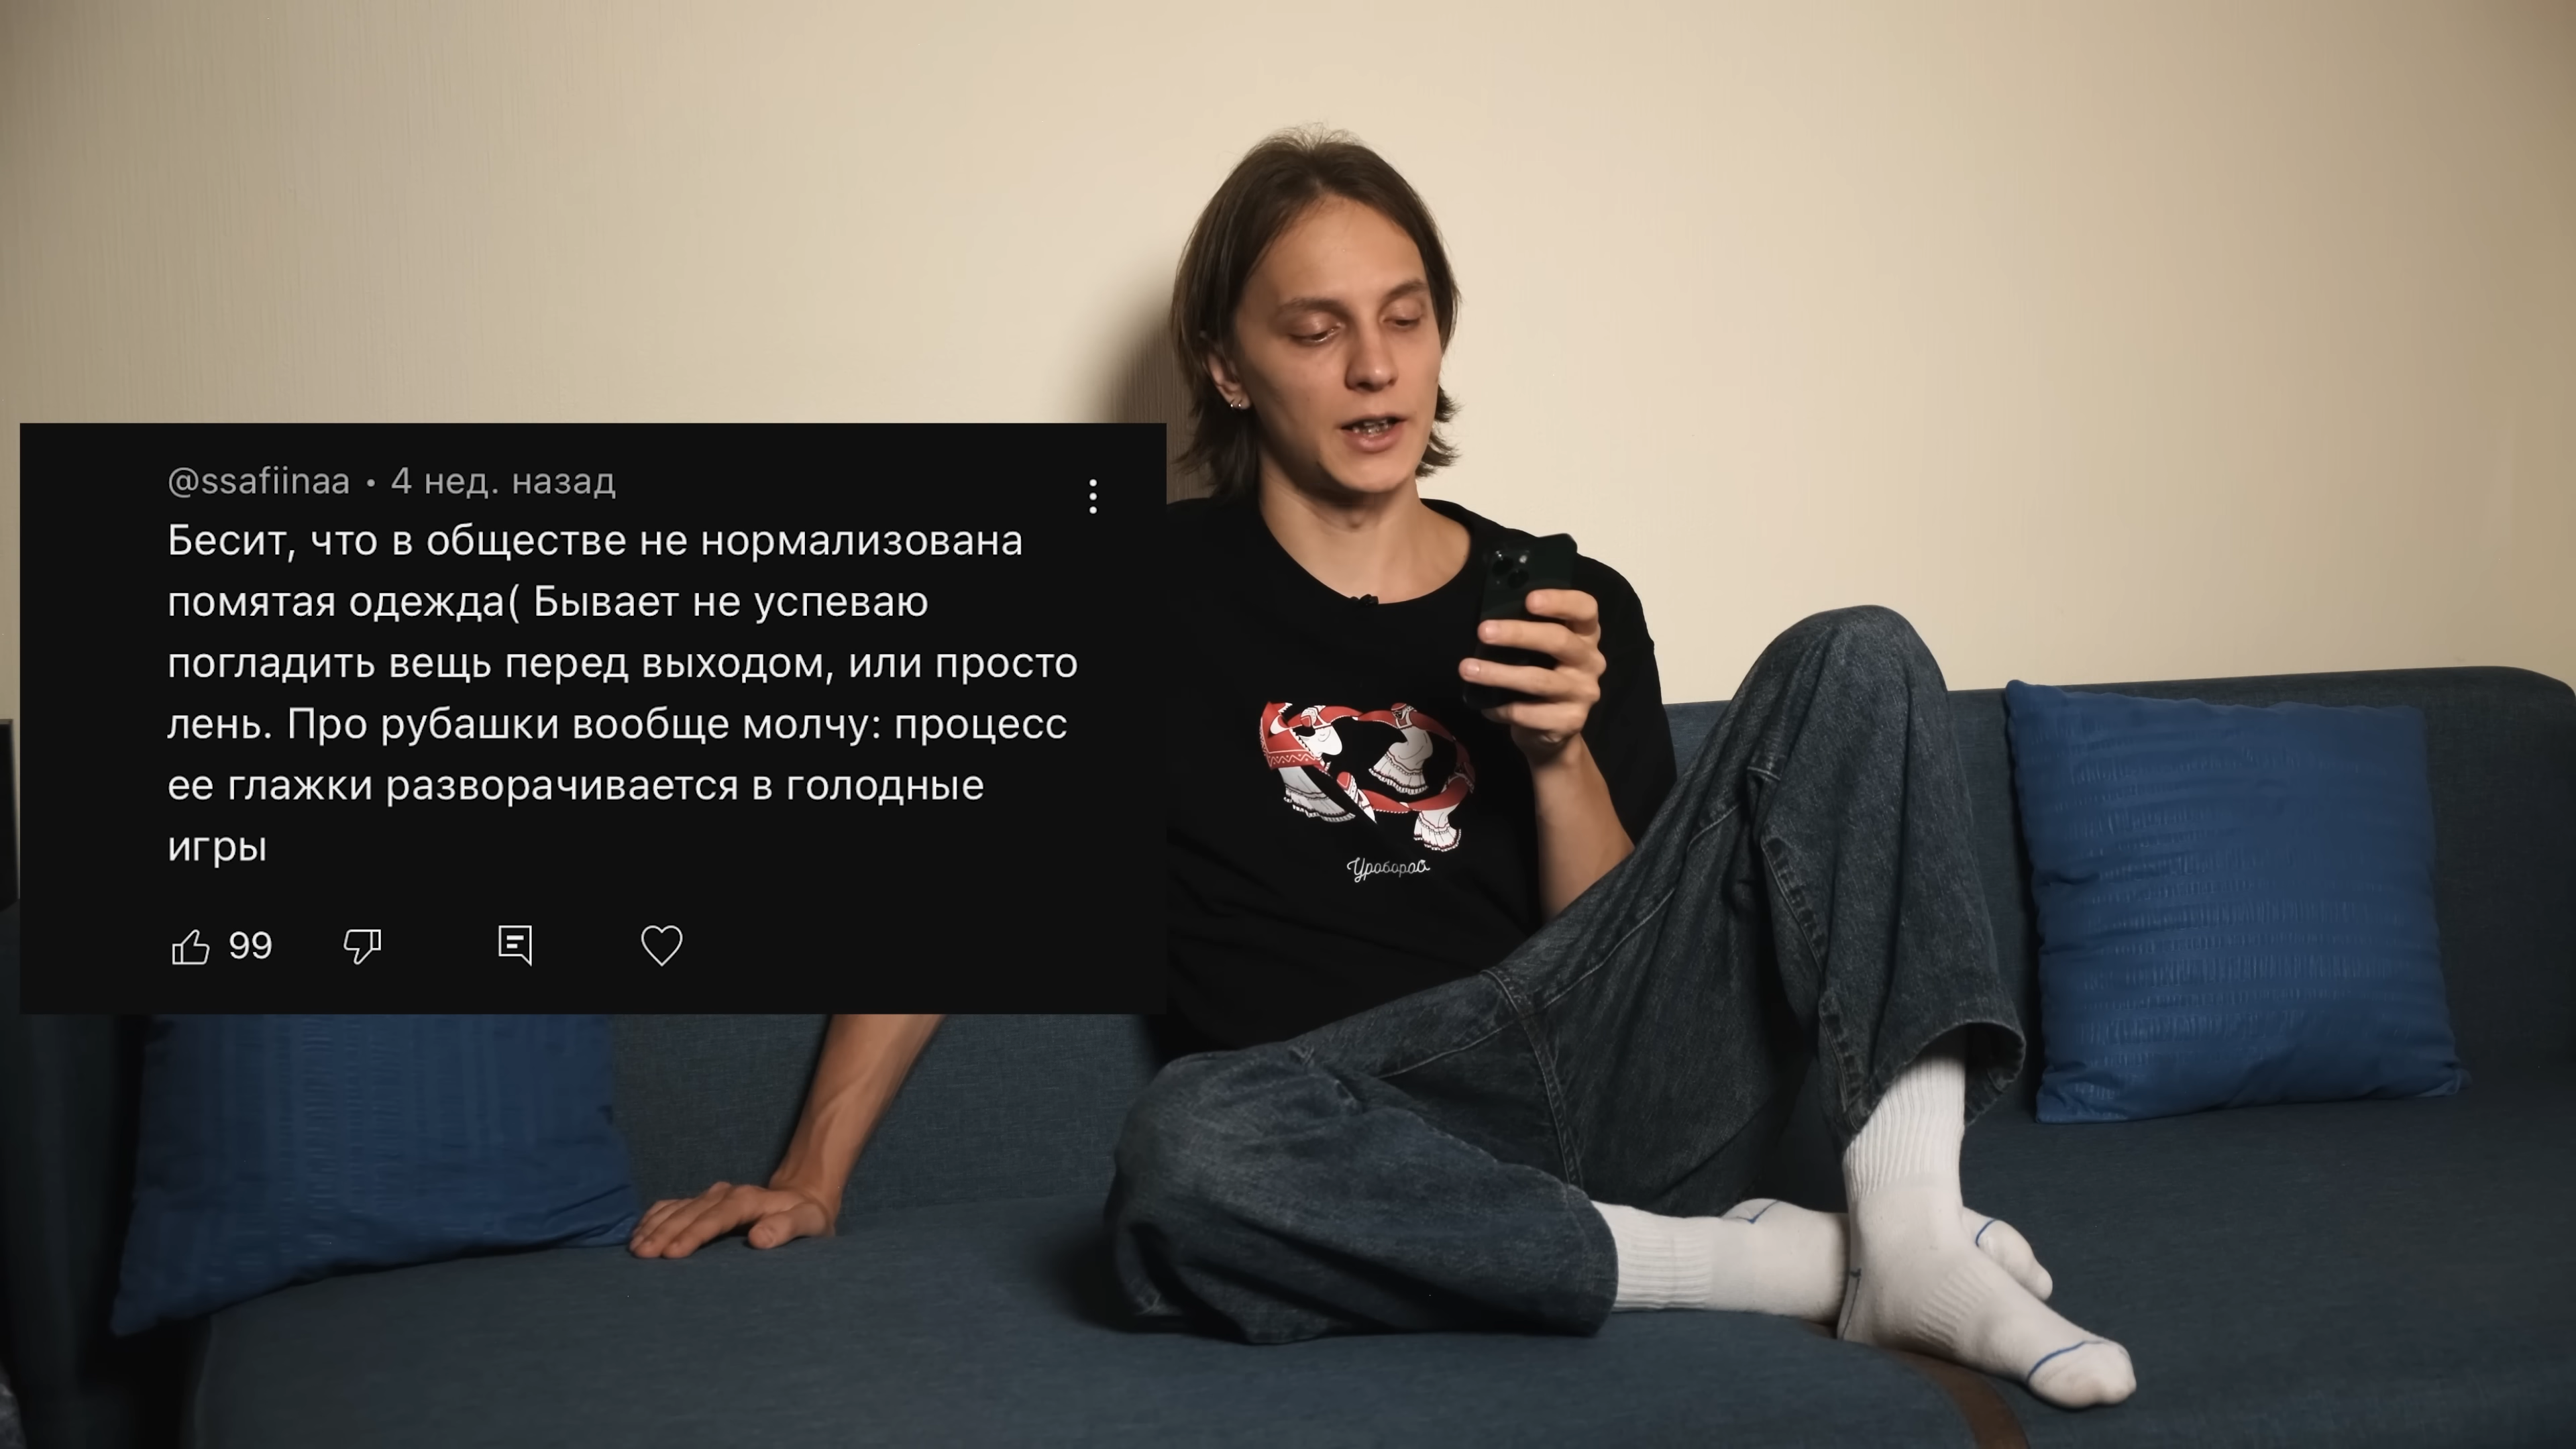 @ssafiinaa • 4 нед. назад
Бесит, что в обществе не нормализована
помятая одежда( Бывает не успеваю
погладить вещь перед выходом, или просто
лень. Про рубашки вообще молчу: процесс
ее глажки разворачивается в голодные
игры
99
Уроборос